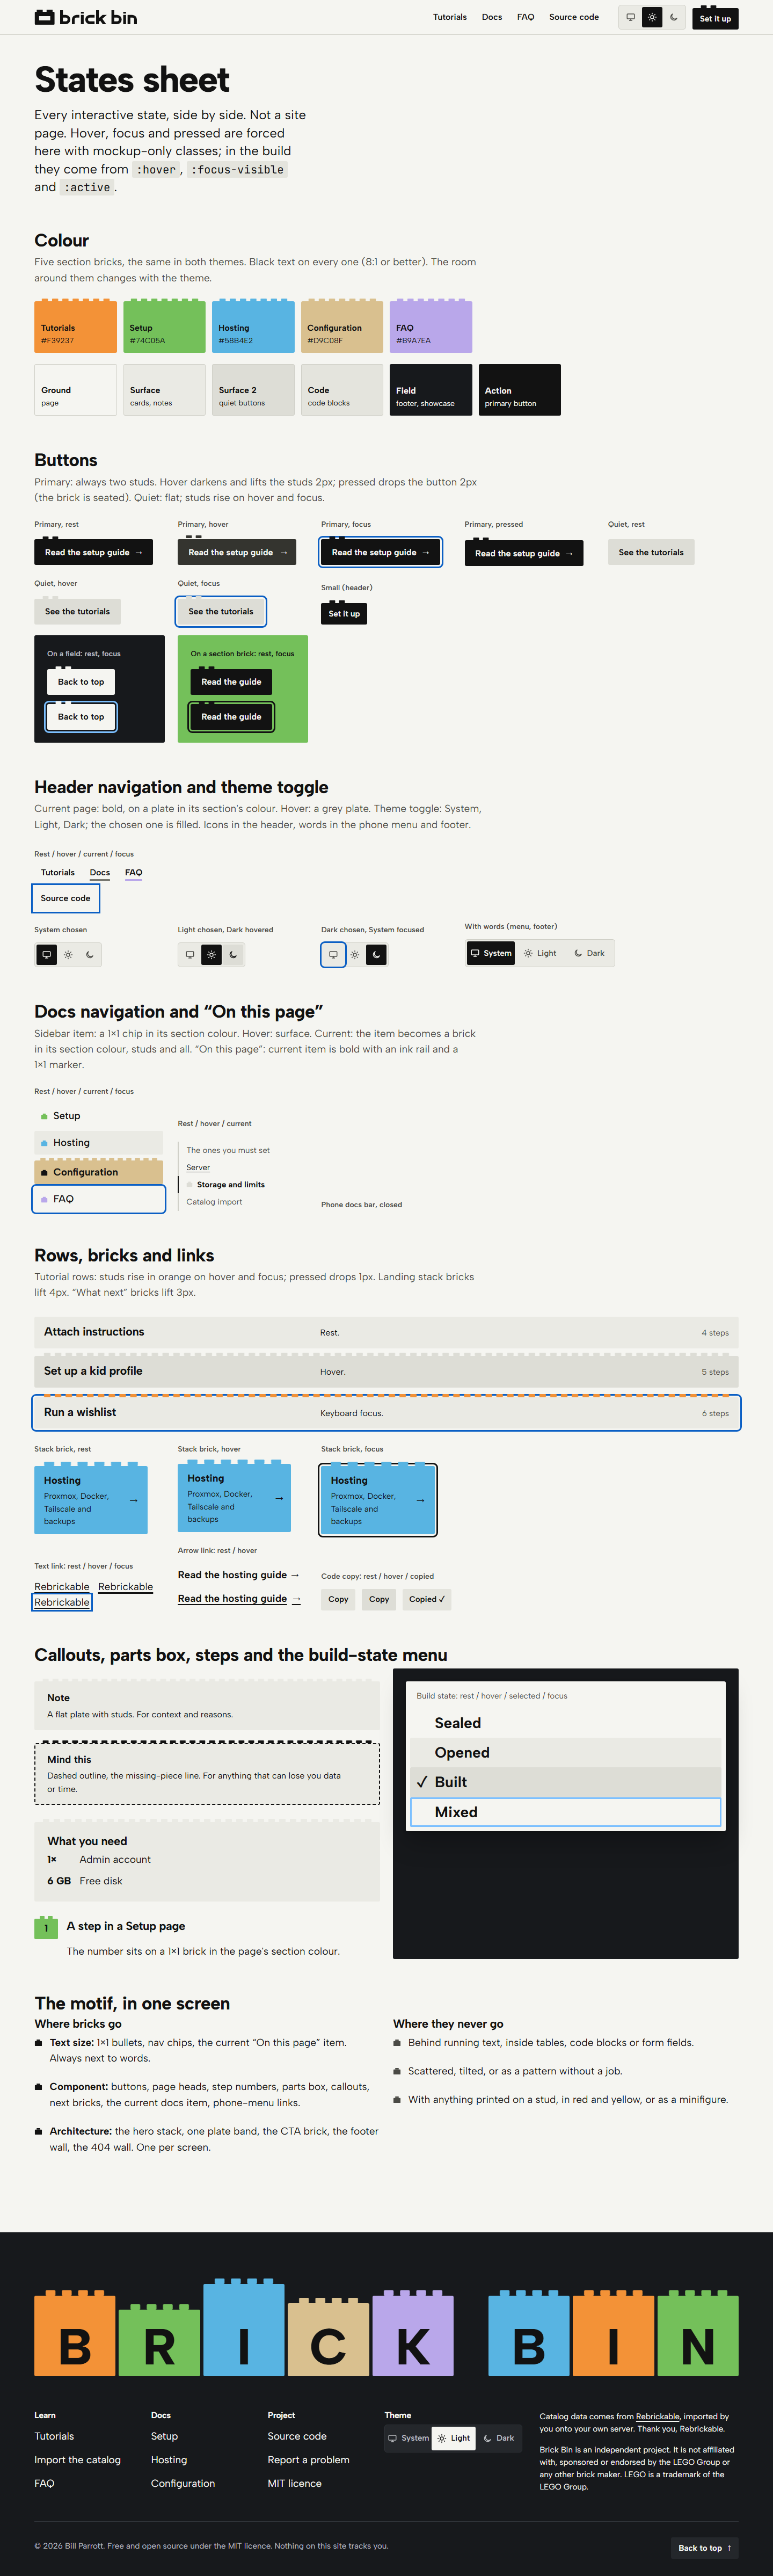 brick bin
Tutorials Docs FAQ Source code
Set it up
States sheet
Every interactive state, side by side. Not a site
page. Hover, focus and pressed are forced
here with mockup-only classes; in the build
they come from :hover, :focus-visible
and :active.
Colour
Five section bricks, the same in both themes. Black text on every one (8:1 or better). The room
around them changes with the theme.
Tutorials Setup Hosting Configuration FAQ
#F39237 #74C05A #58B4E2 #D9C08F #B9A7EA
Ground Surface Surface 2 Code Field Action
page cards, notes quiet buttons code blocks footer, showcase primary button
Buttons
Primary: always two studs. Hover darkens and lifts the studs 2px; pressed drops the button 2px
(the brick is seated). Quiet: flat; studs rise on hover and focus.
Primary, rest Primary, hover Primary, focus Primary, pressed Quiet, rest
Read the setup guide → Read the setup guide → Read the setup guide → Read the setup guide → See the tutorials
Quiet, hover Quiet, focus Small (header)
See the tutorials See the tutorials Set it up
On a field: rest, focus On a section brick: rest, focus
Back to top Read the guide
Back to top Read the guide
Header navigation and theme toggle
Current page: bold, on a plate in its section's colour. Hover: a grey plate. Theme toggle: System,
Light, Dark; the chosen one is filled. Icons in the header, words in the phone menu and footer.
Rest / hover / current / focus
Tutorials Docs FAQ
Source code
System chosen Light chosen, Dark hovered Dark chosen, System focused With words (menu, footer)
System Light Dark
Docs navigation and “On this page”
Sidebar item: a 1×1 chip in its section colour. Hover: surface. Current: the item becomes a brick
in its section colour, studs and all. “On this page”: current item is bold with an ink rail and a
1×1 marker.
Rest / hover / current / focus
Setup
Hosting
Configuration
FAQ
Rest / hover / current
The ones you must set
Server
Storage and limits
Catalog import
Phone docs bar, closed
Rows, bricks and links
Tutorial rows: studs rise in orange on hover and focus; pressed drops 1px. Landing stack bricks
lift 4px. “What next” bricks lift 3px.
Attach instructions Rest. 4 steps
Set up a kid profile Hover. 5 steps
Run a wishlist Keyboard focus. 6 steps
Stack brick, rest Stack brick, hover Stack brick, focus
Hosting Hosting Hosting
Proxmox, Docker, Proxmox, Docker, Proxmox, Docker,
Tailscale and → Tailscale and → Tailscale and →
backups backups backups
Text link: rest / hover / focus
Rebrickable Rebrickable
Rebrickable
Arrow link: rest / hover
Read the hosting guide →
Read the hosting guide →
Code copy: rest / hover / copied
Copy Copy Copied ✓
Callouts, parts box, steps and the build-state menu
Note
A flat plate with studs. For context and reasons.
Mind this
Dashed outline, the missing-piece line. For anything that can lose you data
or time.
What you need
1× Admin account
6 GB Free disk
1 A step in a Setup page
The number sits on a 1×1 brick in the page's section colour.
Build state: rest / hover / selected / focus
Sealed
Opened
✓ Built
Mixed
The motif, in one screen
Where bricks go
Text size: 1×1 bullets, nav chips, the current “On this page” item.
Always next to words.
Component: buttons, page heads, step numbers, parts box, callouts,
next bricks, the current docs item, phone-menu links.
Architecture: the hero stack, one plate band, the CTA brick, the footer
wall, the 404 wall. One per screen.
Where they never go
Behind running text, inside tables, code blocks or form fields.
Scattered, tilted, or as a pattern without a job.
With anything printed on a stud, in red and yellow, or as a minifigure.
BRICK BIN
Learn
Tutorials
Import the catalog
FAQ
Docs
Setup
Hosting
Configuration
Project
Source code
Report a problem
MIT licence
Theme
System Light Dark
Catalog data comes from Rebrickable, imported by
you onto your own server. Thank you, Rebrickable.
Brick Bin is an independent project. It is not affiliated
with, sponsored or endorsed by the LEGO Group or
any other brick maker. LEGO is a trademark of the
LEGO Group.
© 2026 Bill Parrott. Free and open source under the MIT licence. Nothing on this site tracks you.
Back to top ↑